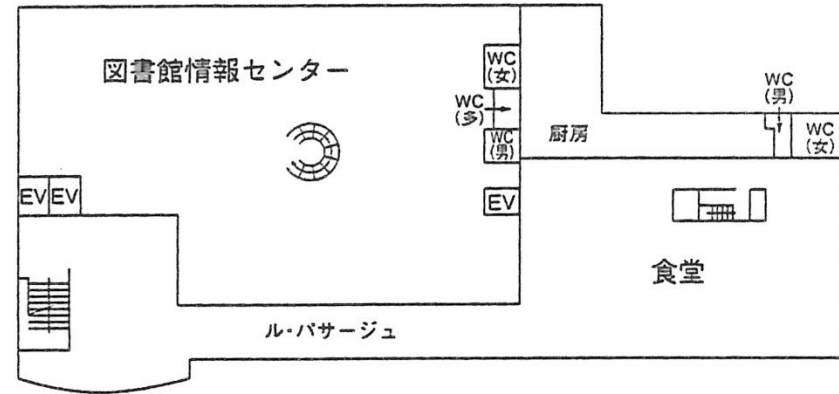 図書館情報センター
WC
(女)
WC
(多)
WC
(男)
厨房
WC
(男)
WC
(女)
EV EV
EV
食堂
ル・パサージュ